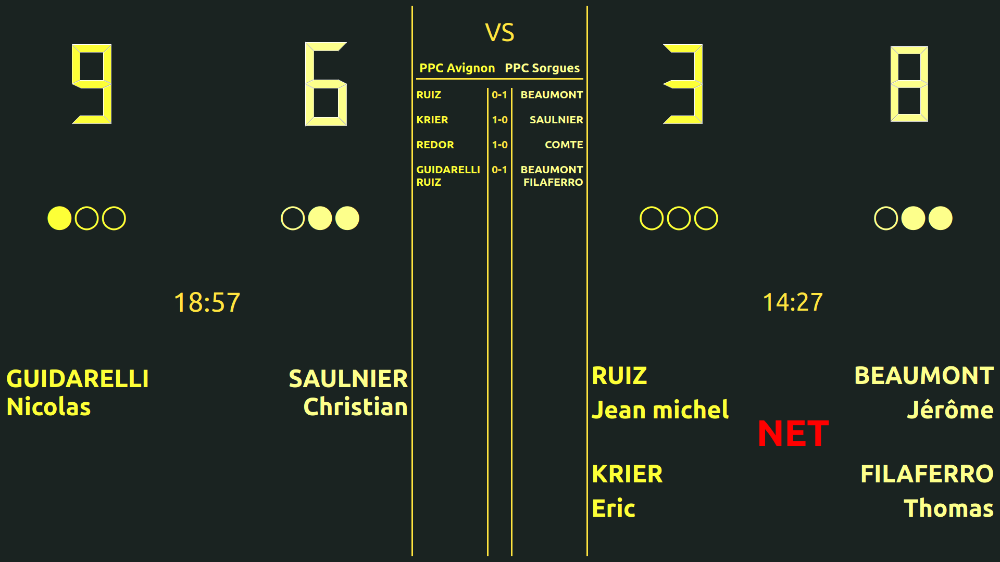 9 6
●○○ ○●●
18:57
GUIDARELLI SAULNIER
Nicolas Christian
VS
PPC Avignon PPC Sorgues
RUIZ 0-1 BEAUMONT
KRIER 1-0 SAULNIER
REDOR 1-0 COMTE
GUIDARELLI 0-1 BEAUMONT
RUIZ FILAFERRO
3 8
○○○ ○●●
14:27
RUIZ BEAUMONT
Jean michel Jérôme
NET
KRIER FILAFERRO
Eric Thomas